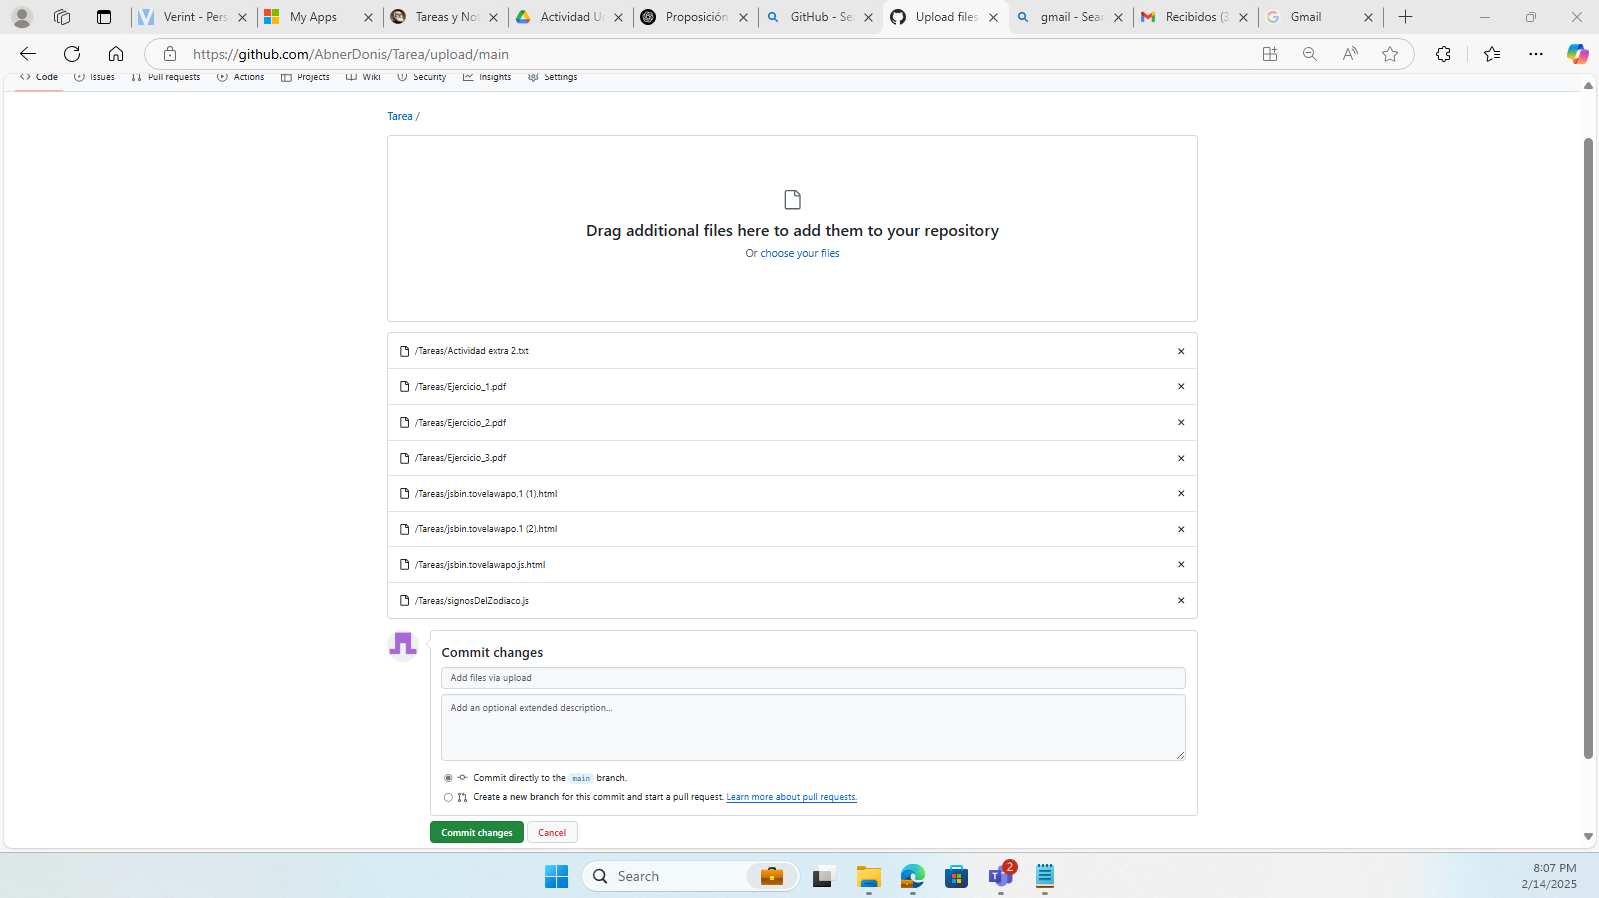 Verint - Pers
My Apps
Tareas y Not
Actividad Un
Proposición
GitHub - Sea
Upload files
gmail - Sear
Recibidos (3
Gmail
https://github.com/AbnerDonis/Tarea/upload/main
Code
Issues
Pull requests
Actions
Projects
Wiki
Security
Insights
Settings
Tarea /
Drag additional files here to add them to your repository
Or choose your files
/Tareas/Actividad extra 2.txt
/Tareas/Ejercicio_1.pdf
/Tareas/Ejercicio_2.pdf
/Tareas/Ejercicio_3.pdf
/Tareas/jsbin.tovelawapo.1 (1).html
/Tareas/jsbin.tovelawapo.1 (2).html
/Tareas/jsbin.tovelawapo.js.html
/Tareas/signosDelZodiaco.js
Commit changes
Add files via upload
Add an optional extended description...
Commit directly to the main branch.
Create a new branch for this commit and start a pull request. Learn more about pull requests.
Commit changes
Cancel
Search
2
8:07 PM
2/14/2025